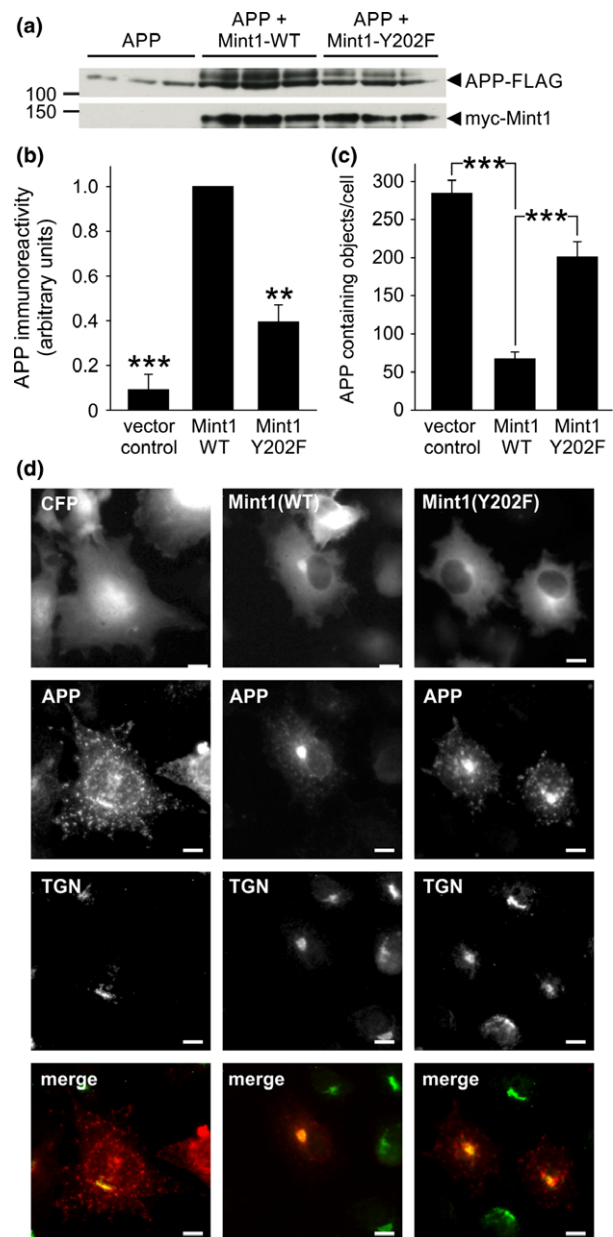 (a)
APP
APP +
Mint1-WT
APP +
Mint1-Y202F
100
APP-FLAG
150
myc-Mint1
(b)
APP immunoreactivity
(arbitrary units)
1.0
0.8
0.6
0.4
0.2
0
***
**
vector
control
Mint1
WT
Mint1
Y202F
(c)
APP containing objects/cell
300
250
200
150
100
50
0
***
***
vector
control
Mint1
WT
Mint1
Y202F
(d)
CFP
Mint1(WT)
Mint1(Y202F)
APP
APP
APP
TGN
TGN
TGN
merge
merge
merge